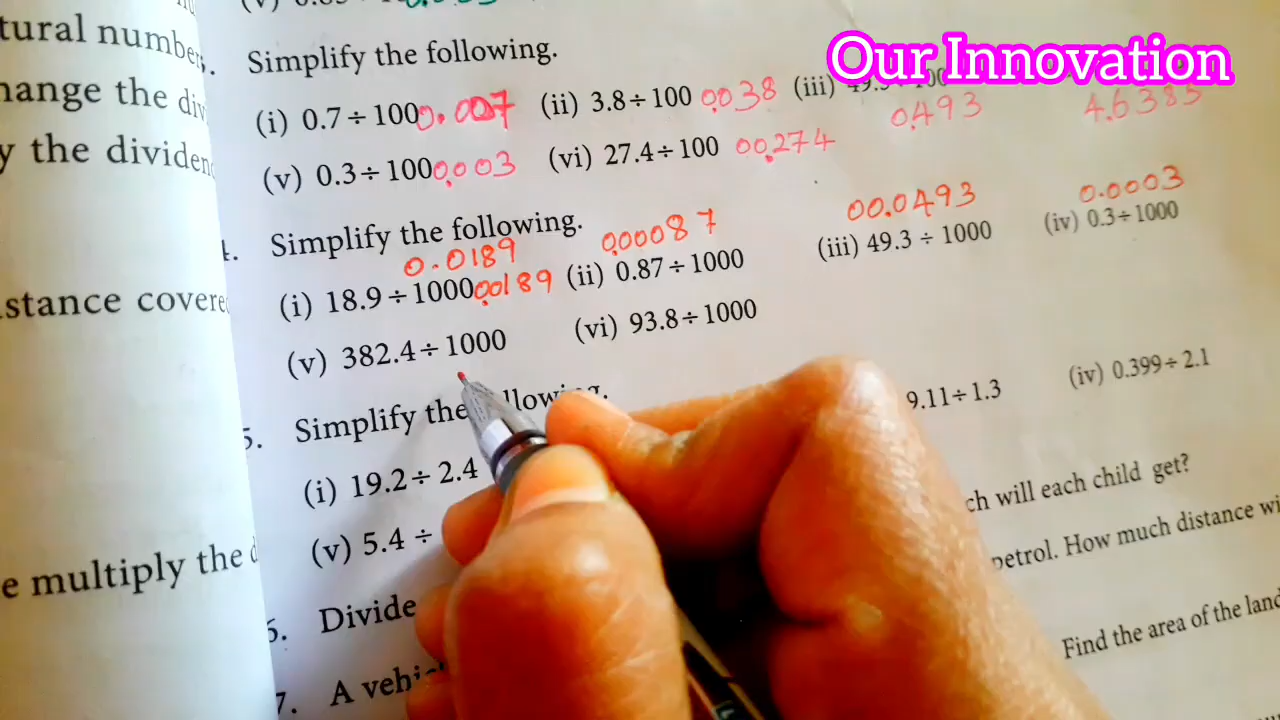 Our Innovation
tural numbers
hange the
y the
stance covere
e multiply the
Simplify the following.
(i) 0.7 ÷ 100 0.007 (ii) 3.8 ÷ 100 0.038 (iii) 0.493 4.6385
(v) 0.3 ÷ 100 0.003 (vi) 27.4 ÷ 100 00.274
4. Simplify the following.
0.0189 0.00087 00.0493 0.0003
(i) 18.9 ÷ 1000 0.0189 (ii) 0.87 ÷ 1000 (iii) 49.3 ÷ 1000 (iv) 0.3 ÷ 1000
(v) 382.4 ÷ 1000 (vi) 93.8 ÷ 1000
5. Simplify the following.
(i) 19.2 ÷ 2.4 9.11 ÷ 1.3 (iv) 0.399 ÷ 2.1
(v) 5.4 ÷
6. Divide ch will each child get?
7. A petrol. How much distance wi
Find the area of the land